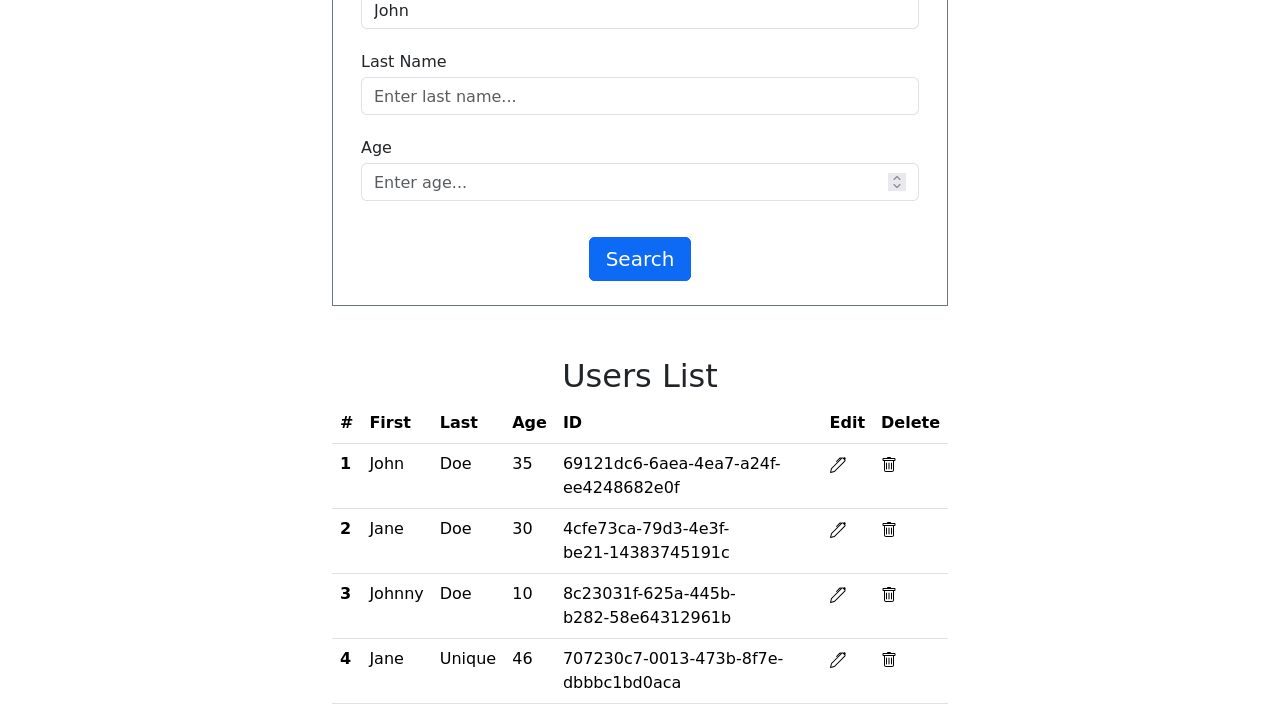 John
Last Name
Enter last name...
Age
Enter age...
Search
Users List
# First Last Age ID Edit Delete
1 John Doe 35 69121dc6-6aea-4ea7-a24f-
ee4248682e0f
2 Jane Doe 30 4cfe73ca-79d3-4e3f-
be21-14383745191c
3 Johnny Doe 10 8c23031f-625a-445b-
b282-58e64312961b
4 Jane Unique 46 707230c7-0013-473b-8f7e-
dbbbc1bd0aca